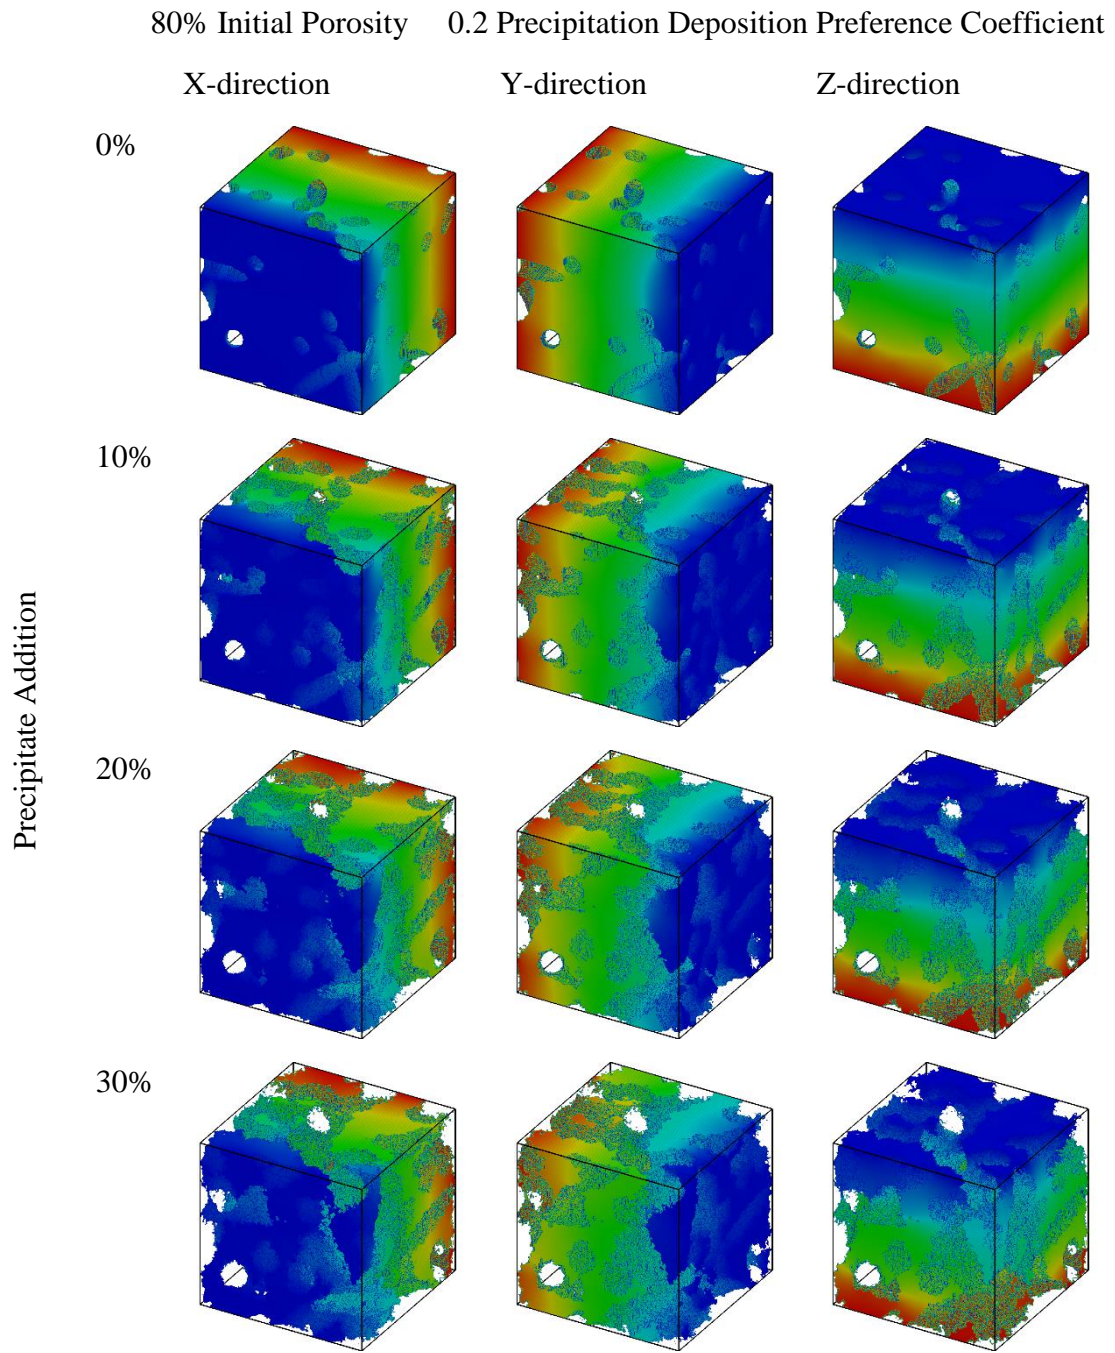 80% Initial Porosity 0.2 Precipitation Deposition Preference Coefficient
X-direction Y-direction Z-direction
0%
10%
Precipitate Addition
20%
30%